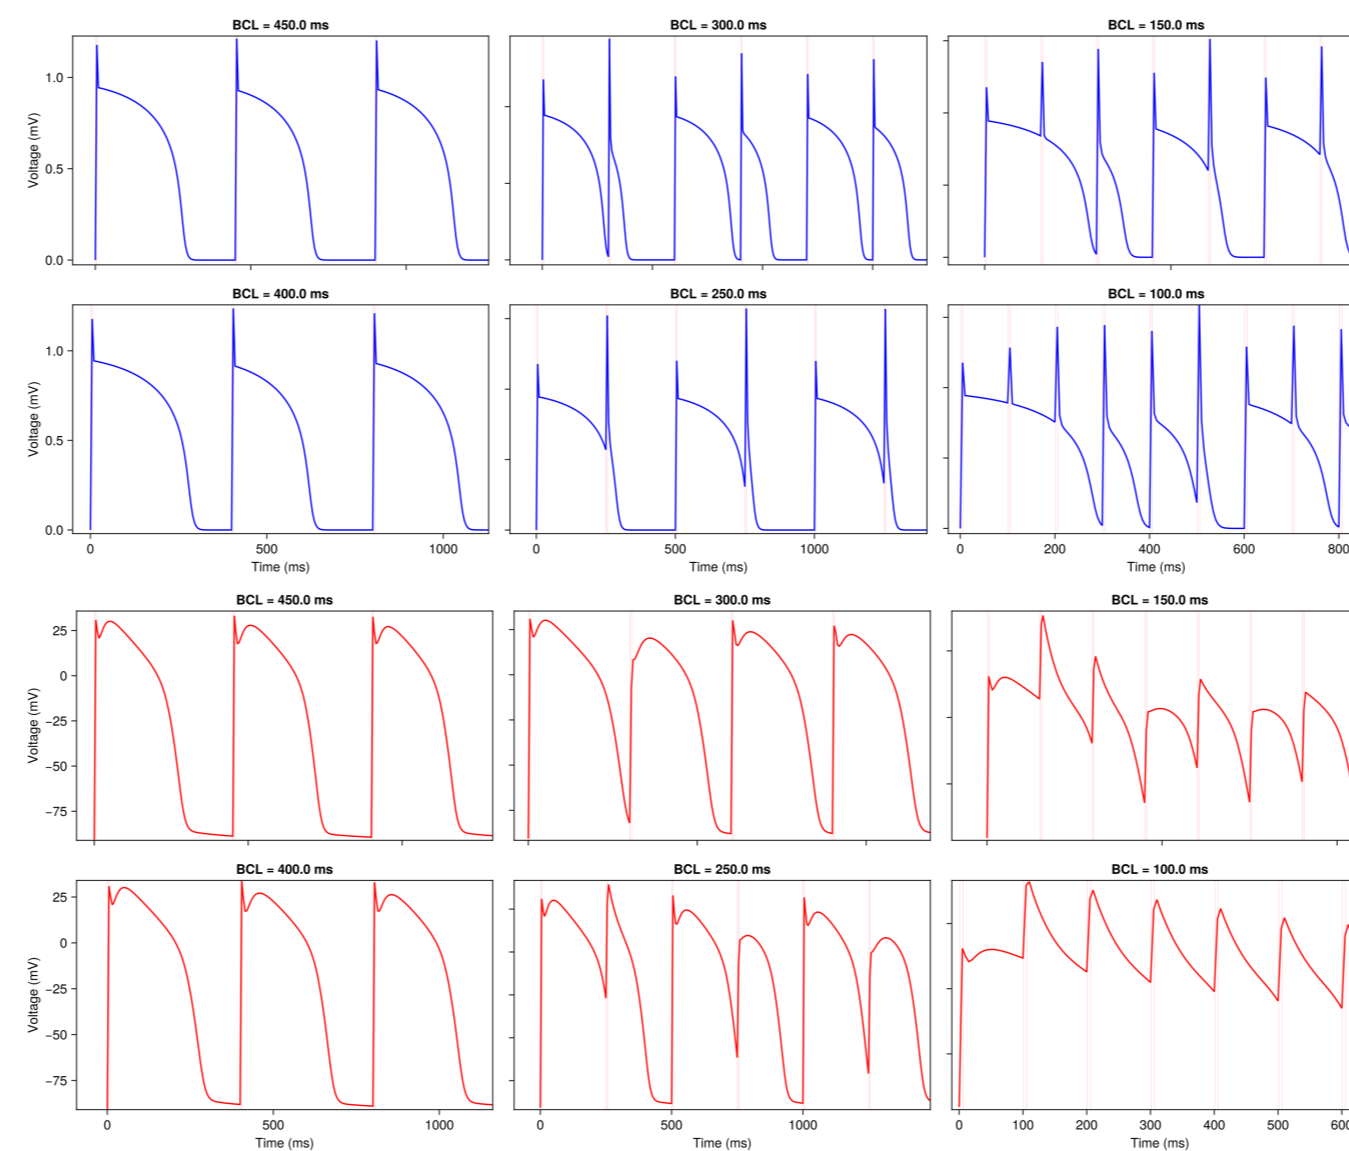 BCL = 450.0 ms BCL = 300.0 ms BCL = 150.0 ms
1.0
0.5
0.0
Voltage (mV)
BCL = 400.0 ms BCL = 250.0 ms BCL = 100.0 ms
1.0
0.5
0.0
Voltage (mV)
0 500 1000 0 500 1000 0 200 400 600 800
Time (ms) Time (ms) Time (ms)
BCL = 450.0 ms BCL = 300.0 ms BCL = 150.0 ms
25
0
−25
−50
−75
Voltage (mV)
BCL = 400.0 ms BCL = 250.0 ms BCL = 100.0 ms
25
0
−25
−50
−75
Voltage (mV)
0 500 1000 0 500 1000 0 100 200 300 400 500
Time (ms) Time (ms) Time (ms)